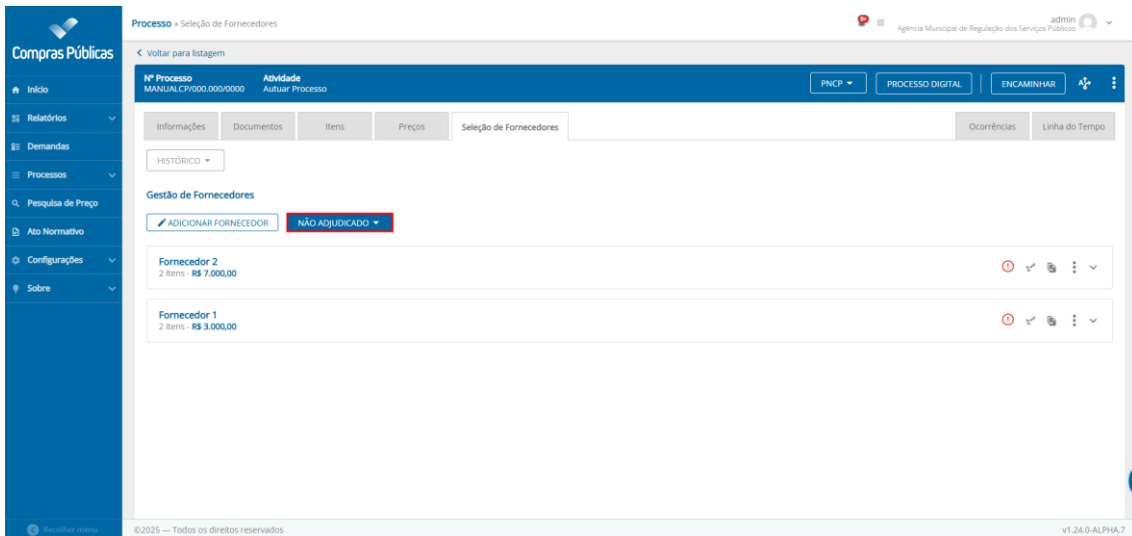 Compras Públicas
Início
Relatórios
Demandas
Processos
Pesquisa de Preço
Ato Normativo
Configurações
Sobre
Recolher menu
Processo » Seleção de Fornecedores
9+
admin
Agência Municipal de Regulação dos Serviços Públicos
Voltar para listagem
Nº Processo
MANUALCP/000.000/0000
Atividade
Autuar Processo
PNCP
PROCESSO DIGITAL
ENCAMINHAR
Informações
Documentos
Itens
Preços
Seleção de Fornecedores
Ocorrências
Linha do Tempo
HISTÓRICO
Gestão de Fornecedores
ADICIONAR FORNECEDOR
NÃO ADJUDICADO
Fornecedor 2
2 Itens - R$ 7.000,00
Fornecedor 1
2 Itens - R$ 3.000,00
©2025 — Todos os direitos reservados
v1.24.0-ALPHA.7